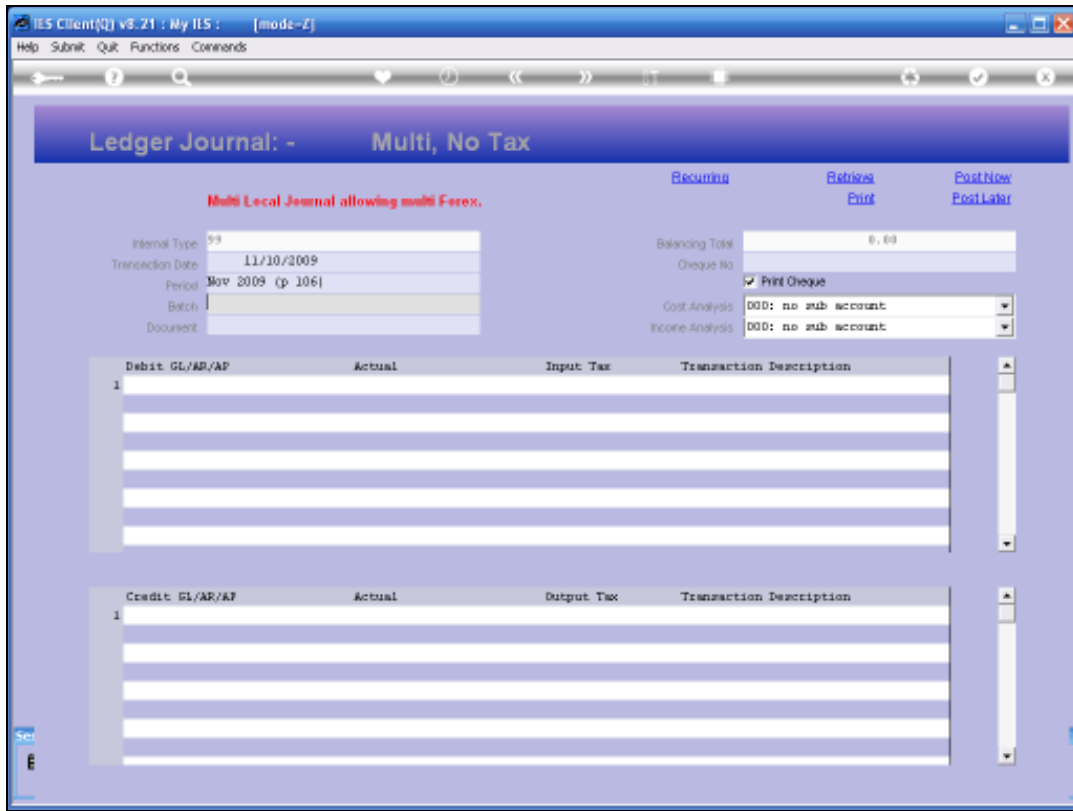 IES Client(Q) v8.21 : My IES : [mode=Z]
Help Submit Quit Functions Commands
Ledger Journal: - Multi, No Tax
Recurring Retrieve Post Now
Multi Local Journal allowing multi Forex. Print Post Later
Internal Type 99 Balancing Total 0.00
Transaction Date 11/10/2009 Cheque No
Period Nov 2009 (p 106) Print Cheque
Batch Cost Analysis D0D: no sub account
Document Income Analysis D0D: no sub account
Debit GL/AR/AP Actual Input Tax Transaction Description
1
Credit GL/AR/AP Actual Output Tax Transaction Description
1
Ser